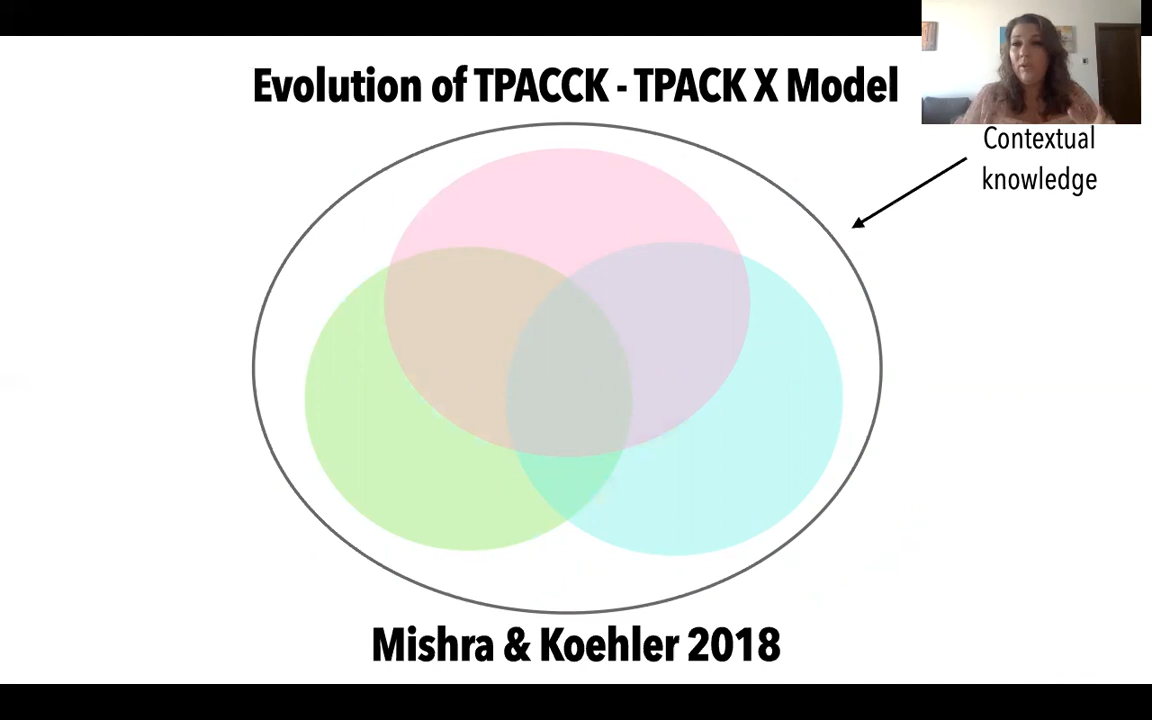 Evolution of TPACCK - TPACK X Model
Contextual
knowledge
Mishra & Koehler 2018